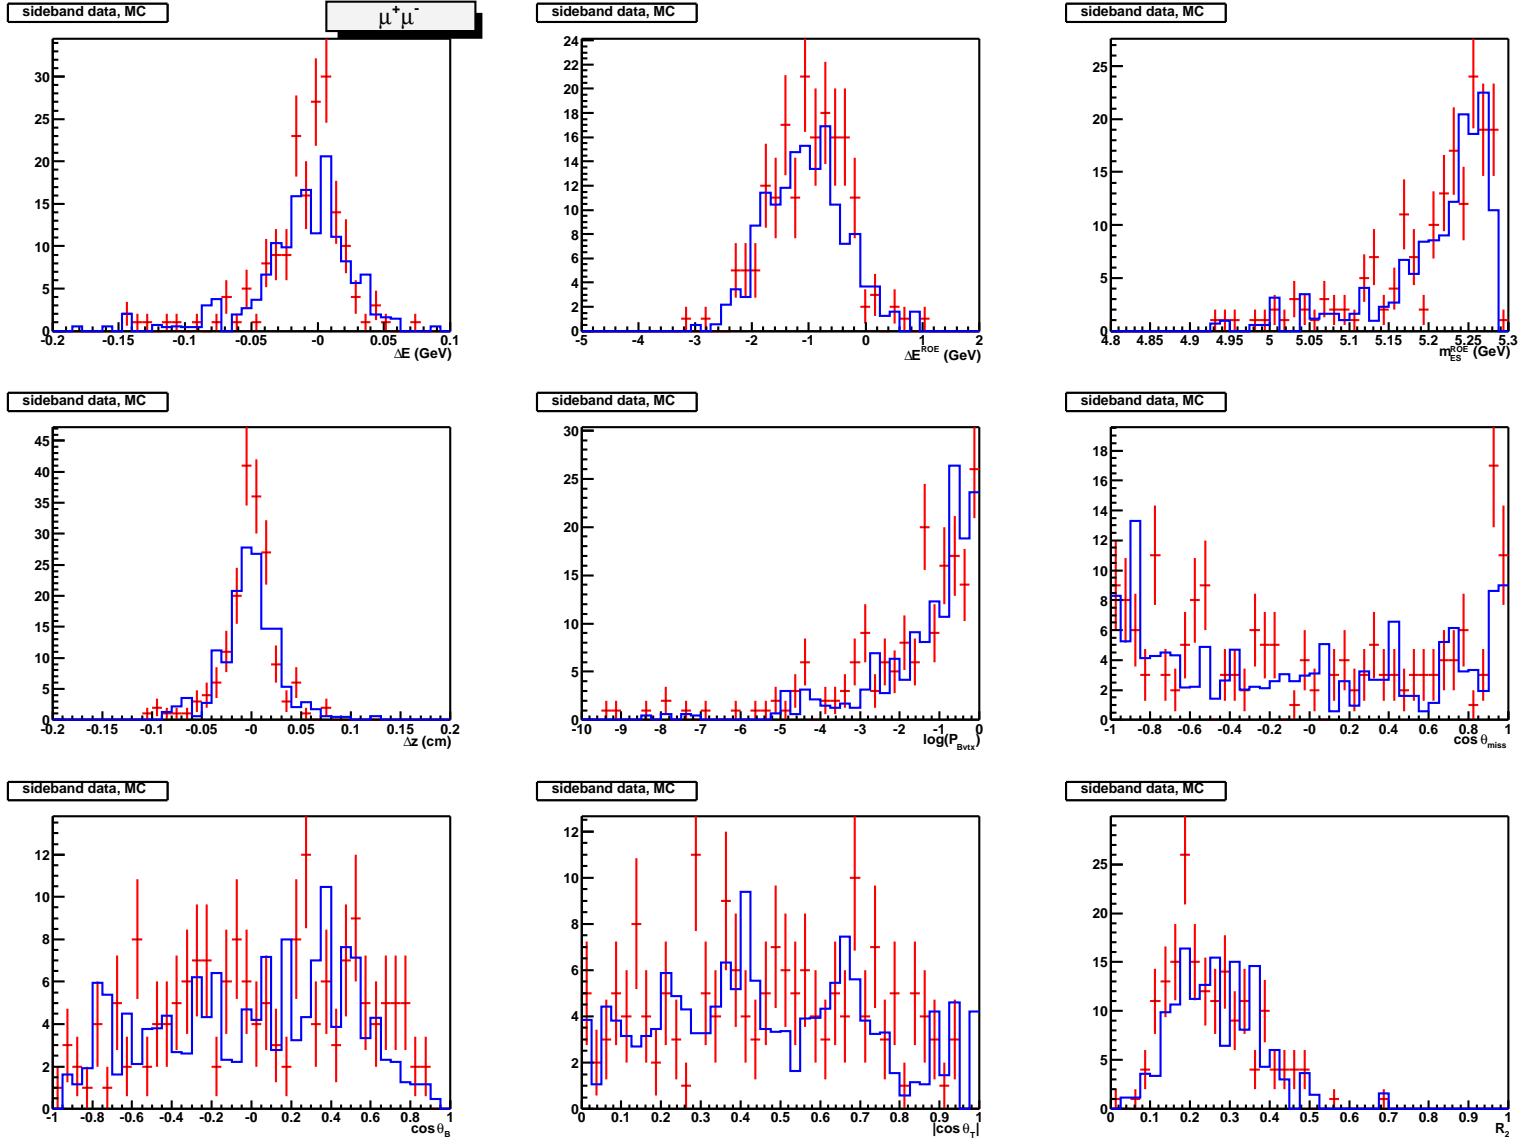 sideband data, MC
μ⁺μ⁻
30
25
20
15
10
5
0
-0.2 -0.15 -0.1 -0.05 -0 0.05 0.1
ΔE (GeV)
sideband data, MC
24
22
20
18
16
14
12
10
8
6
4
2
0
-5 -4 -3 -2 -1 0 1 2
ΔE^ROE (GeV)
sideband data, MC
25
20
15
10
5
0
4.8 4.85 4.9 4.95 5 5.05 5.1 5.15 5.2 5.25 5.3
m_ES^ROE (GeV)
sideband data, MC
45
40
35
30
25
20
15
10
5
0
-0.2 -0.15 -0.1 -0.05 -0 0.05 0.1 0.15 0.2
Δz (cm)
sideband data, MC
30
25
20
15
10
5
0
-10 -9 -8 -7 -6 -5 -4 -3 -2 -1 0
log(P_Bvtx)
sideband data, MC
18
16
14
12
10
8
6
4
2
0
-1 -0.8 -0.6 -0.4 -0.2 -0 0.2 0.4 0.6 0.8 1
cos θ_miss
sideband data, MC
12
10
8
6
4
2
0
-1 -0.8 -0.6 -0.4 -0.2 -0 0.2 0.4 0.6 0.8 1
cos θ_B
sideband data, MC
12
10
8
6
4
2
0
0 0.1 0.2 0.3 0.4 0.5 0.6 0.7 0.8 0.9 1
|cos θ_T|
sideband data, MC
25
20
15
10
5
0
0 0.1 0.2 0.3 0.4 0.5 0.6 0.7 0.8 0.9 1
R_2